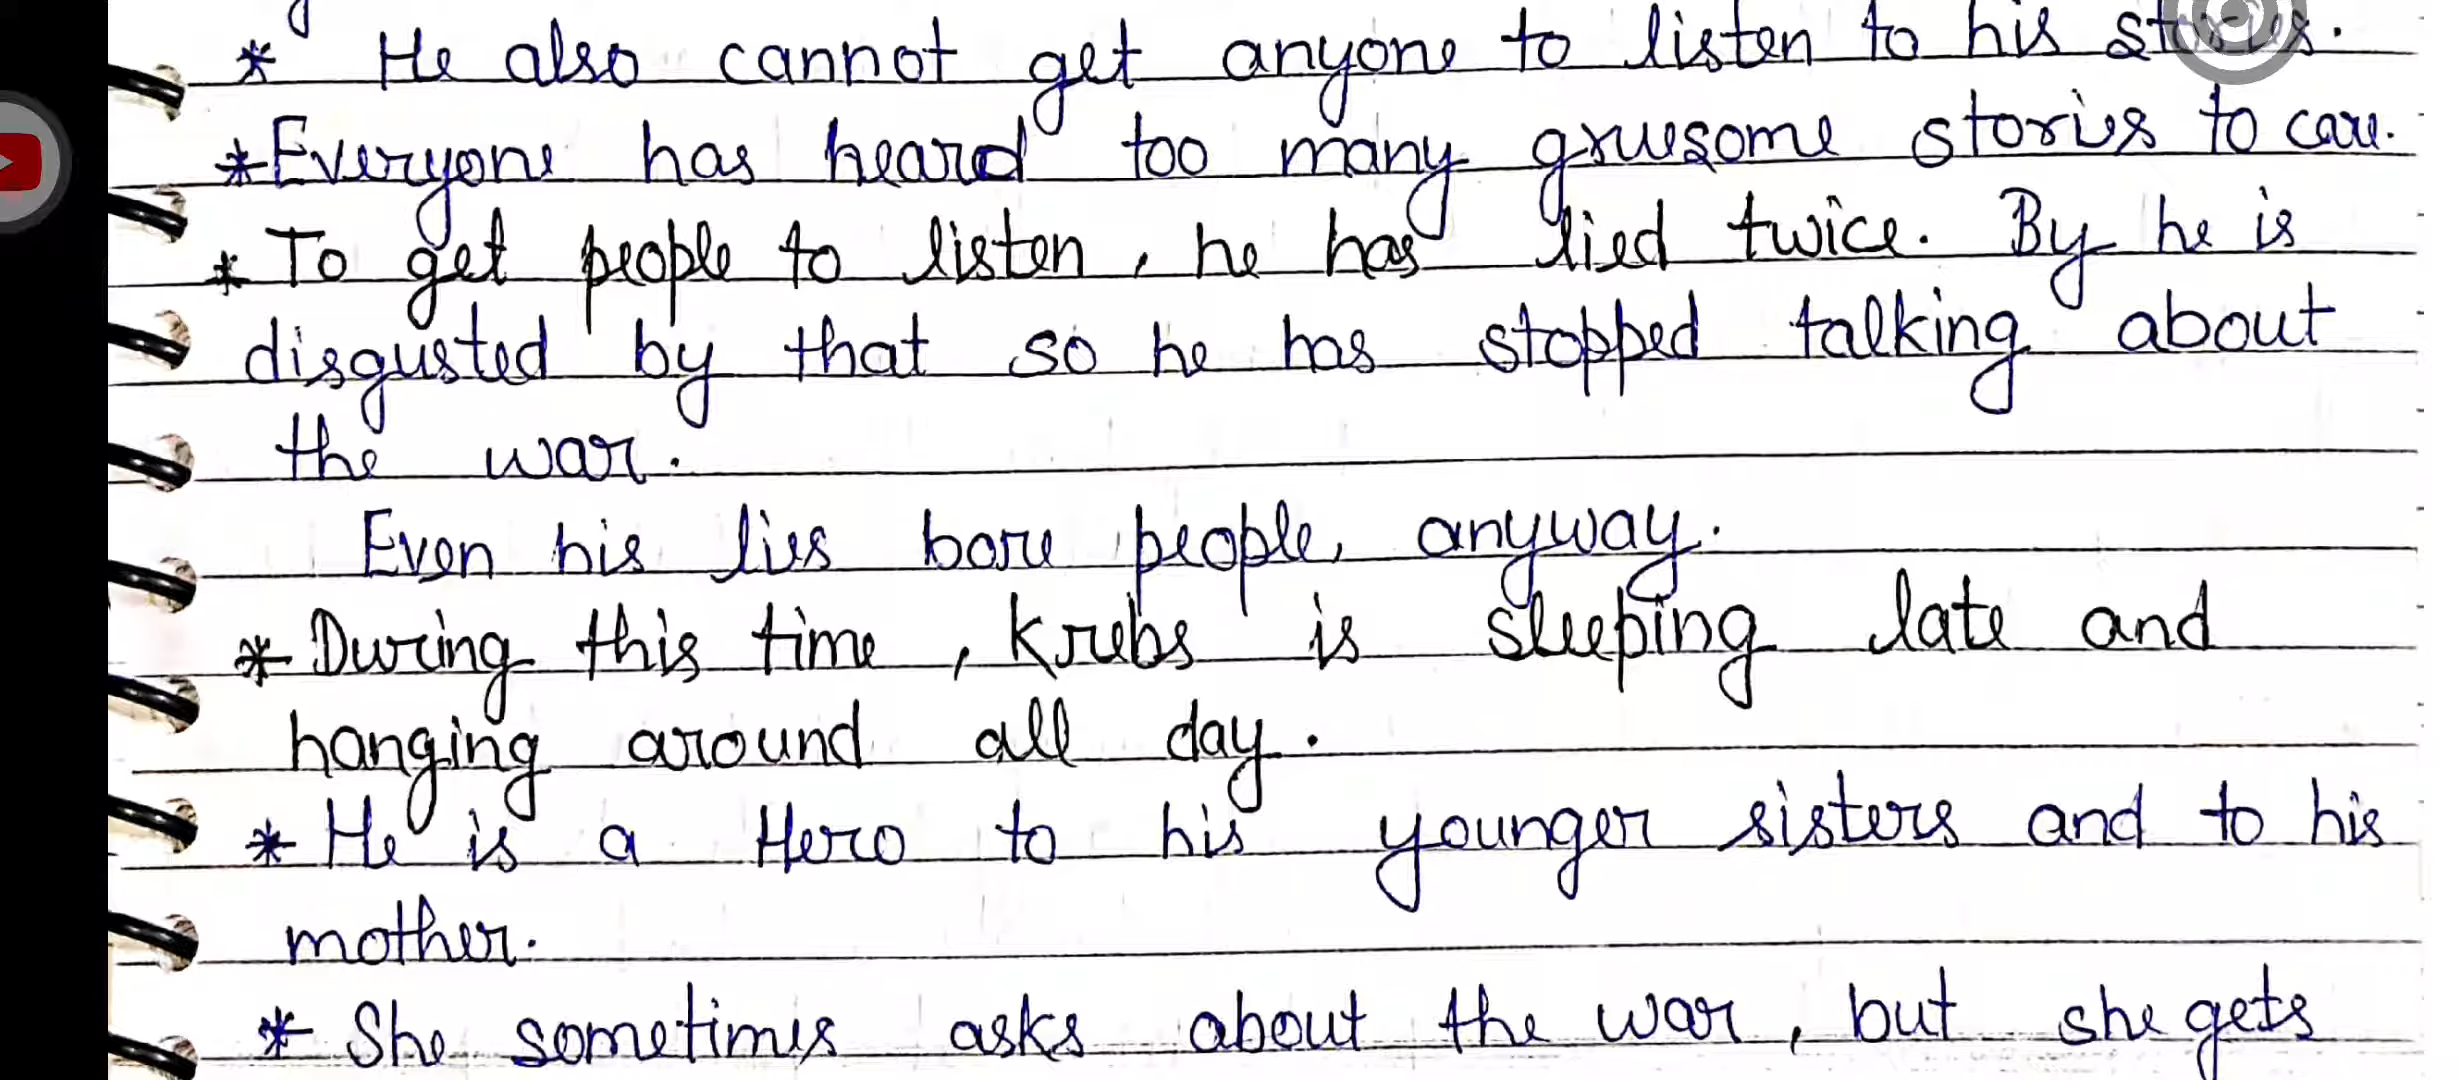 * He also cannot get anyone to listen to his stories.
* Everyone has heard too many gruesome stories to care.
* To get people to listen, he has lied twice. By he is
disgusted by that so he has stopped talking about
the war.
Even his lies bore people, anyway.
* During this time, Krebs is sleeping late and
hanging around all day.
* He is a Hero to his younger sisters and to his
mother.
* She sometimes asks about the war, but she gets